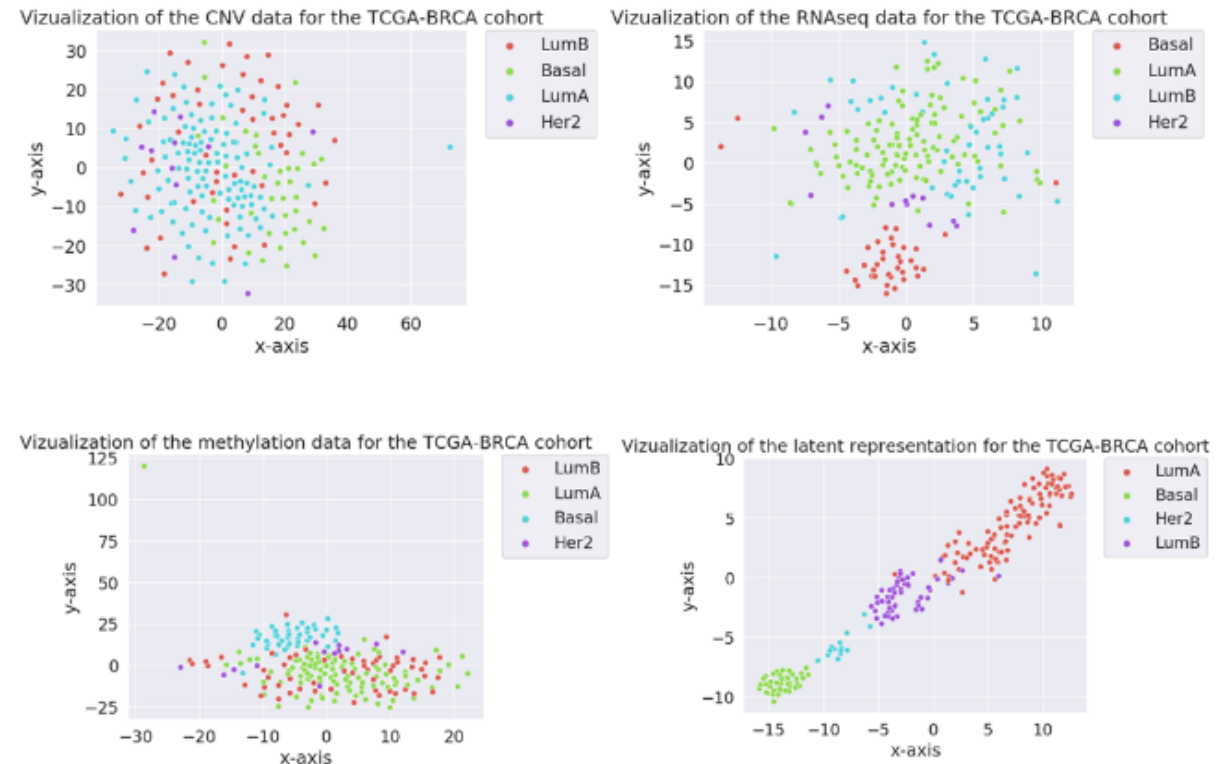 Vizualization of the CNV data for the TCGA-BRCA cohort
30
20
10
0
−10
−20
−30
y-axis
−20 0 20 40 60
x-axis
LumB
Basal
LumA
Her2
Vizualization of the RNAseq data for the TCGA-BRCA cohort
15
10
5
0
−5
−10
−15
y-axis
−10 −5 0 5 10
x-axis
Basal
LumA
LumB
Her2
Vizualization of the methylation data for the TCGA-BRCA cohort
125
100
75
50
25
0
−25
y-axis
−30 −20 −10 0 10 20
x-axis
LumB
LumA
Basal
Her2
Vizualization of the latent representation for the TCGA-BRCA cohort
10
5
0
−5
−10
y-axis
−15 −10 −5 0 5 10
x-axis
LumA
Basal
Her2
LumB